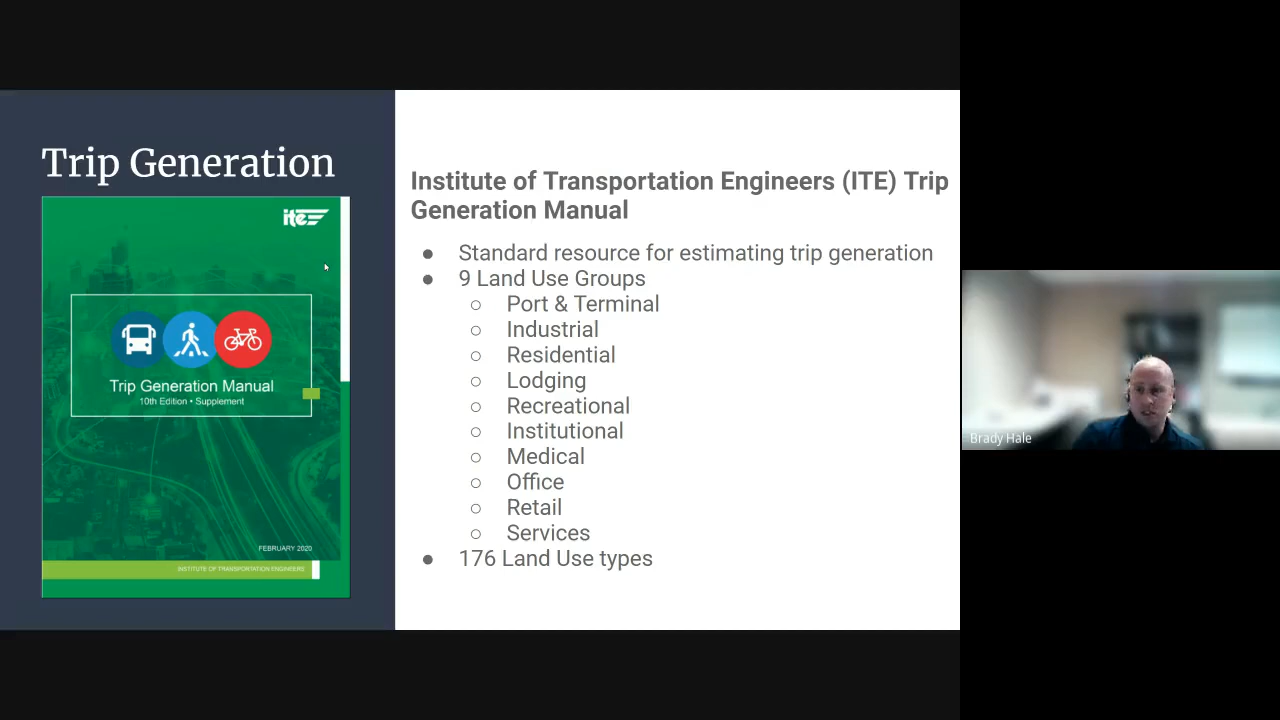 Trip Generation
ite
Trip Generation Manual
10th Edition • Supplement
FEBRUARY 2020
INSTITUTE OF TRANSPORTATION ENGINEERS
Institute of Transportation Engineers (ITE) Trip
Generation Manual
● Standard resource for estimating trip generation
● 9 Land Use Groups
○ Port & Terminal
○ Industrial
○ Residential
○ Lodging
○ Recreational
○ Institutional
○ Medical
○ Office
○ Retail
○ Services
● 176 Land Use types
Brady Hale